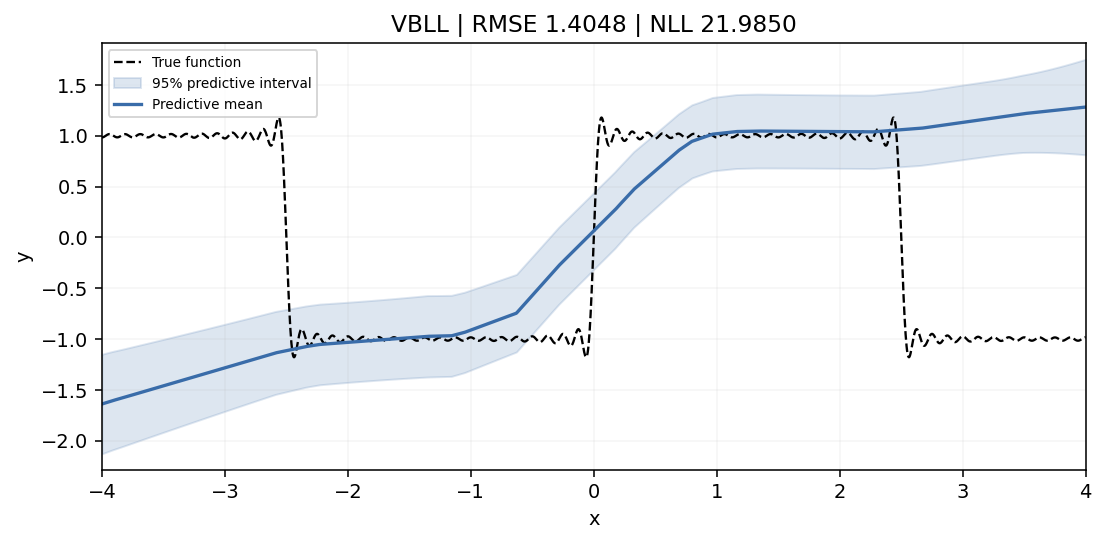 VBLL | RMSE 1.4048 | NLL 21.9850
True function
95% predictive interval
Predictive mean
1.5
1.0
0.5
0.0
−0.5
−1.0
−1.5
−2.0
y
−4 −3 −2 −1 0 1 2 3 4
x